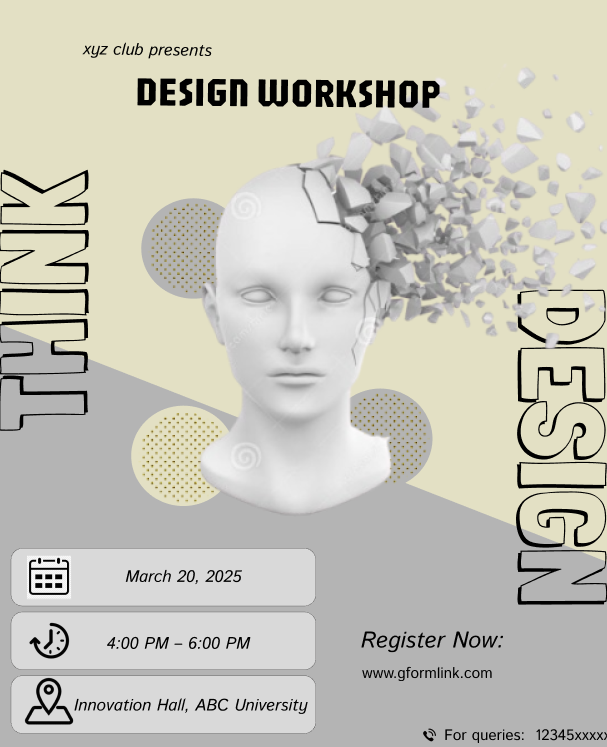 xyz club presents
DESIGN WORKSHOP
THINK
DESIGN
March 20, 2025
4:00 PM – 6:00 PM
Innovation Hall, ABC University
Register Now:
www.gformlink.com
For queries: 12345xxxxx